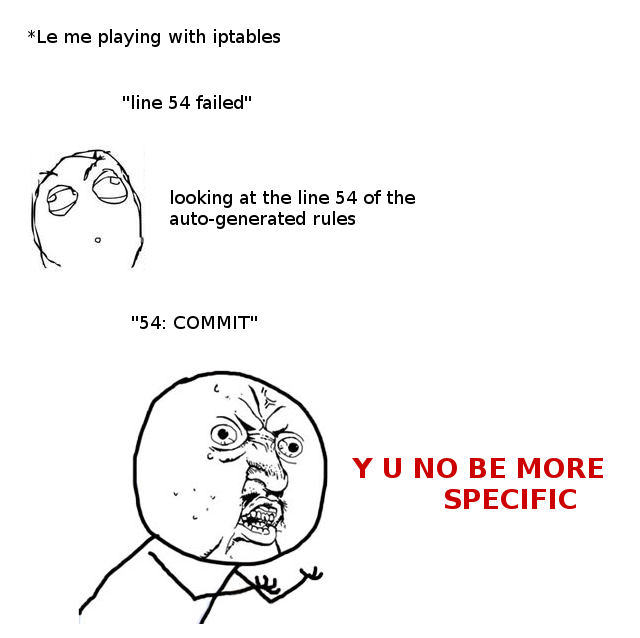 *Le me playing with iptables
"line 54 failed"
looking at the line 54 of the
auto-generated rules
"54: COMMIT"
Y U NO BE MORE
SPECIFIC